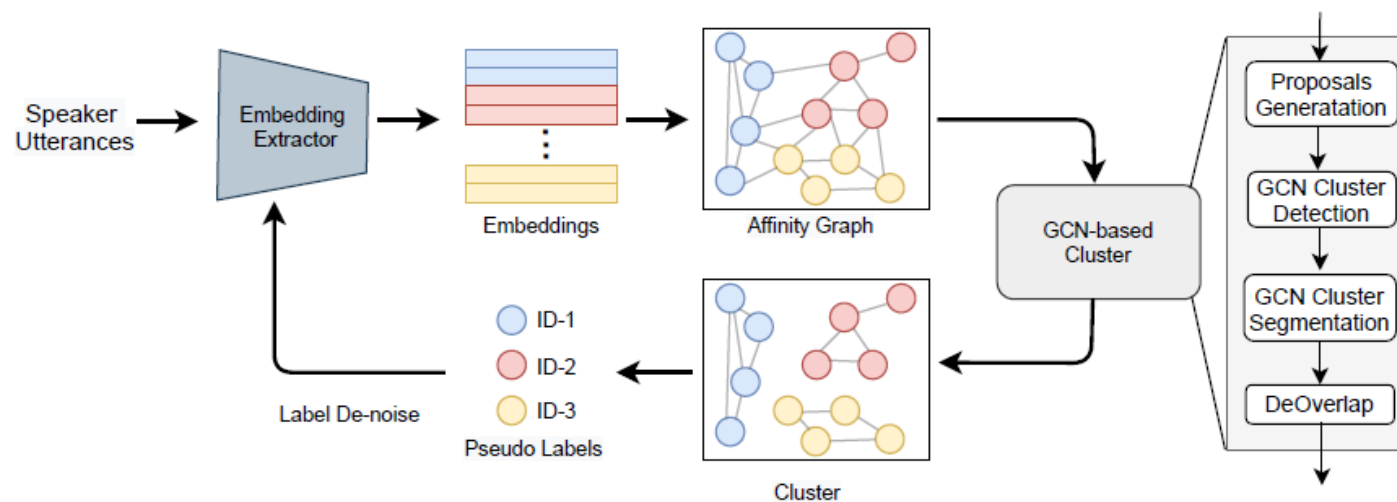 Speaker
Utterances
Embedding
Extractor
Embeddings
Affinity Graph
GCN-based
Cluster
Proposals
Generatation
GCN Cluster
Detection
GCN Cluster
Segmentation
DeOverlap
Cluster
ID-1
ID-2
ID-3
Pseudo Labels
Label De-noise